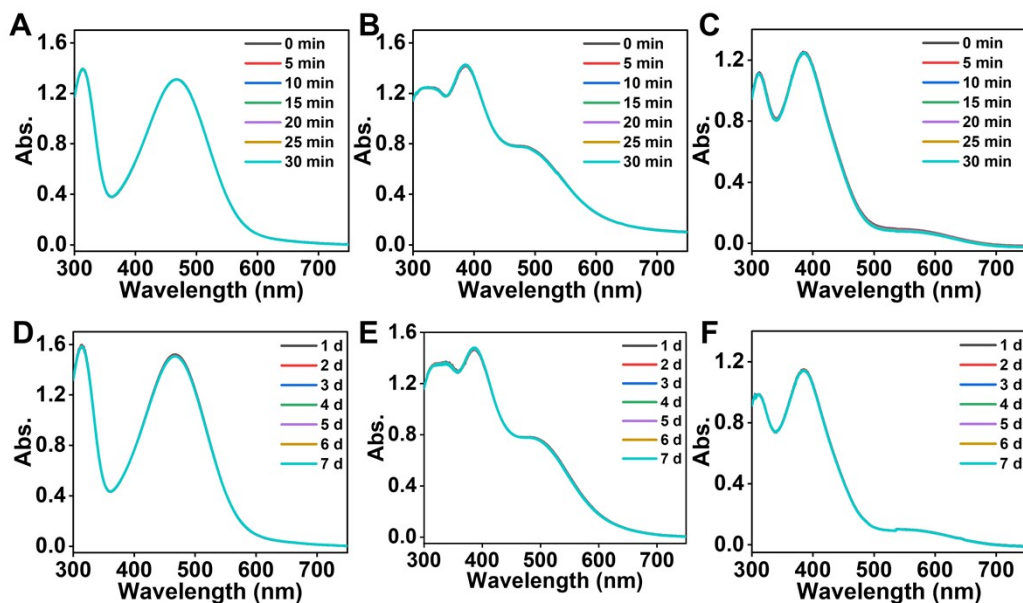 A
1.6
1.2
0.8
0.4
0.0
Abs.
0 min
5 min
10 min
15 min
20 min
25 min
30 min
300 400 500 600 700
Wavelength (nm)
B
1.6
1.2
0.8
0.4
0.0
Abs.
0 min
5 min
10 min
15 min
20 min
25 min
30 min
300 400 500 600 700
Wavelength (nm)
C
1.2
0.8
0.4
0.0
Abs.
0 min
5 min
10 min
15 min
20 min
25 min
30 min
300 400 500 600 700
Wavelength (nm)
D
1.6
1.2
0.8
0.4
0.0
Abs.
1 d
2 d
3 d
4 d
5 d
6 d
7 d
300 400 500 600 700
Wavelength (nm)
E
1.6
1.2
0.8
0.4
0.0
Abs.
1 d
2 d
3 d
4 d
5 d
6 d
7 d
300 400 500 600 700
Wavelength (nm)
F
1.2
0.8
0.4
0.0
Abs.
1 d
2 d
3 d
4 d
5 d
6 d
7 d
300 400 500 600 700
Wavelength (nm)